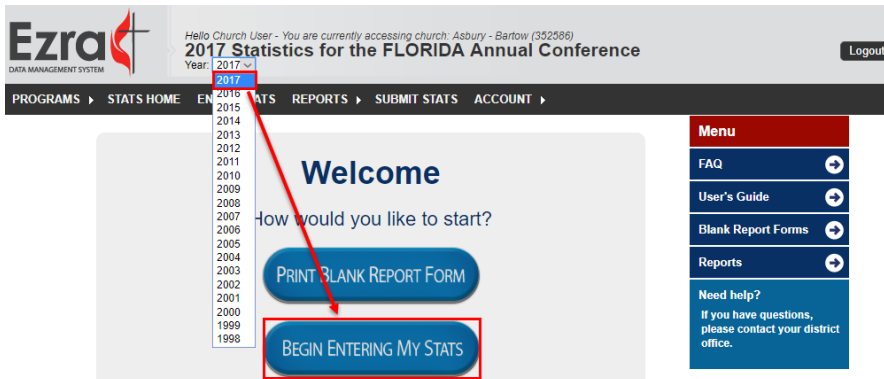 Ezra
DATA MANAGEMENT SYSTEM
Hello Church User - You are currently accessing church: Asbury - Bartow (352586)
2017 Statistics for the FLORIDA Annual Conference
Year: 2017
Logout
PROGRAMS STATS HOME EN ATS REPORTS SUBMIT STATS ACCOUNT
2017
2016
2015
2014
2013
2012
2011
2010
2009
2008
2007
2006
2005
2004
2003
2002
2001
2000
1999
1998
Welcome
How would you like to start?
PRINT BLANK REPORT FORM
BEGIN ENTERING MY STATS
Menu
FAQ
User's Guide
Blank Report Forms
Reports
Need help?
If you have questions,
please contact your district
office.